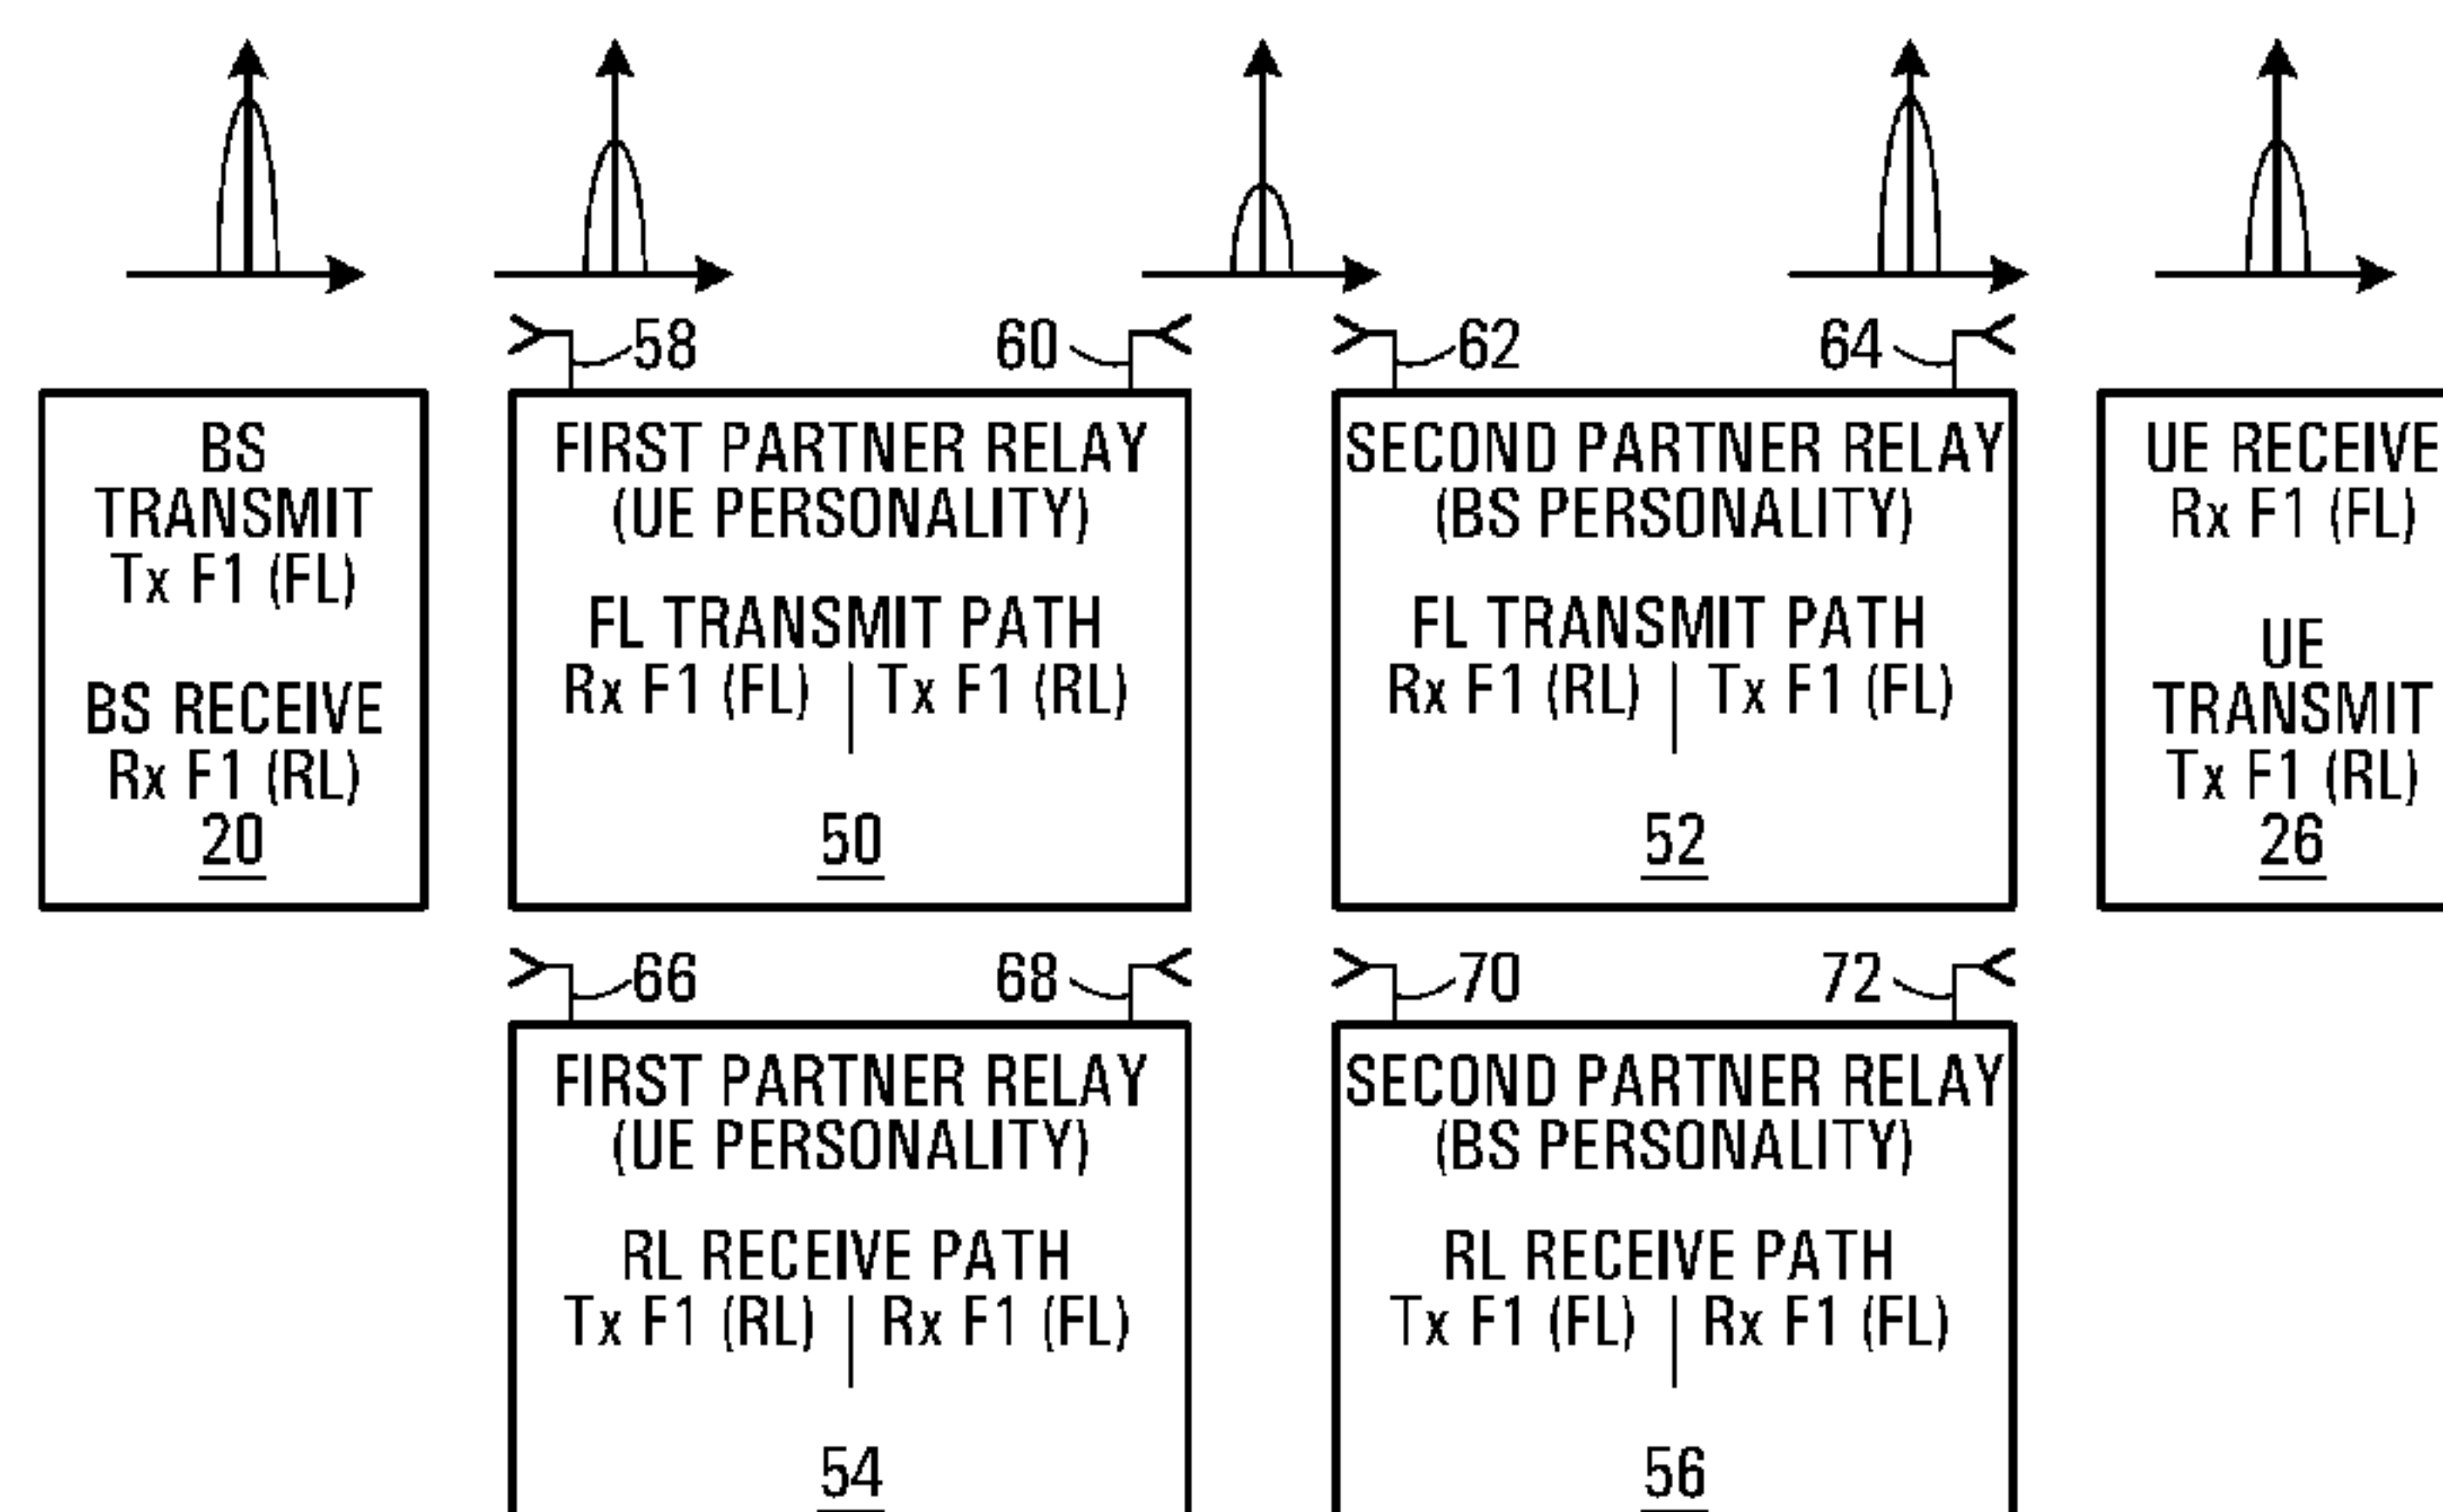 58
60
62
64
BS
TRANSMIT
Tx F1 (FL)
BS RECEIVE
Rx F1 (RL)
20
FIRST PARTNER RELAY
(UE PERSONALITY)
FL TRANSMIT PATH
Rx F1 (FL) | Tx F1 (RL)
50
SECOND PARTNER RELAY
(BS PERSONALITY)
FL TRANSMIT PATH
Rx F1 (RL) | Tx F1 (FL)
52
UE RECEIVE
Rx F1 (FL)
UE
TRANSMIT
Tx F1 (RL)
26
66
68
70
72
FIRST PARTNER RELAY
(UE PERSONALITY)
RL RECEIVE PATH
Tx F1 (RL) | Rx F1 (FL)
54
SECOND PARTNER RELAY
(BS PERSONALITY)
RL RECEIVE PATH
Tx F1 (FL) | Rx F1 (FL)
56